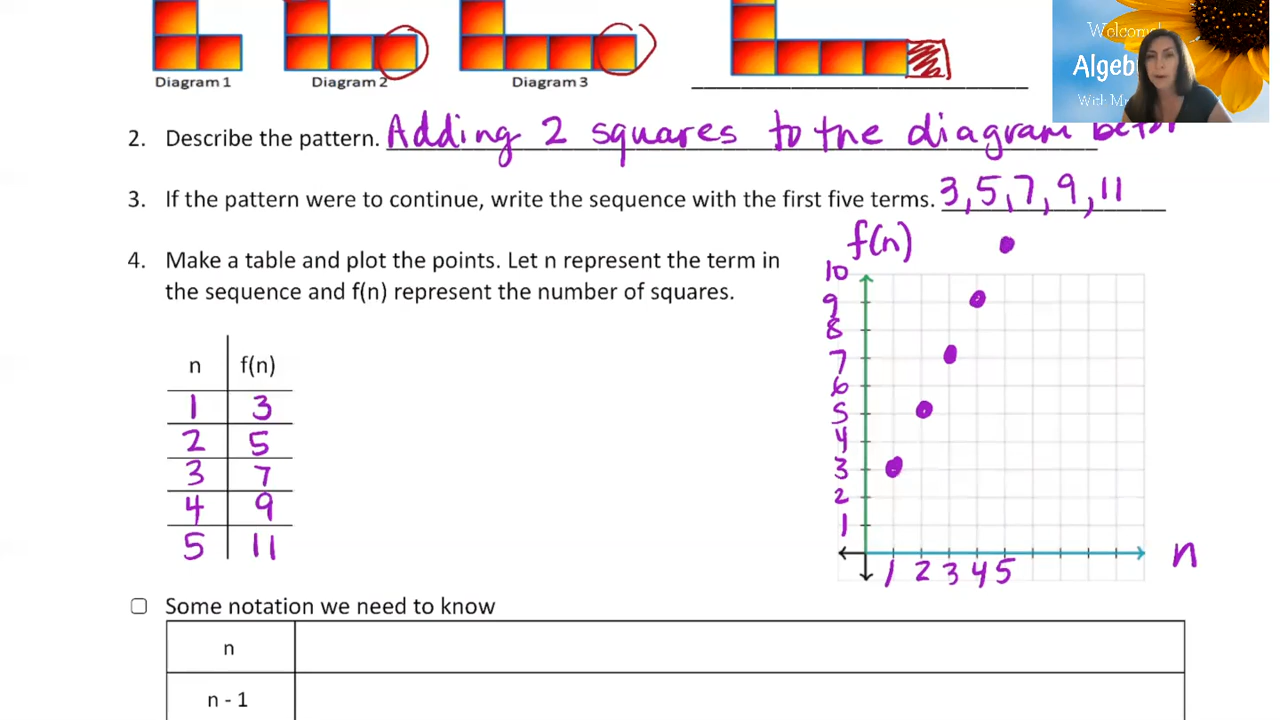 Diagram 1
Diagram 2
Diagram 3
Welcome
Algeb
With M
2. Describe the pattern. Adding 2 squares to the diagram befor
3. If the pattern were to continue, write the sequence with the first five terms. 3, 5, 7, 9, 11
4. Make a table and plot the points. Let n represent the term in
the sequence and f(n) represent the number of squares.
n f(n)
1 3
2 5
3 7
4 9
5 11
f(n)
10
9
8
7
6
5
4
3
2
1
1 2 3 4 5
n
Some notation we need to know
n
n - 1